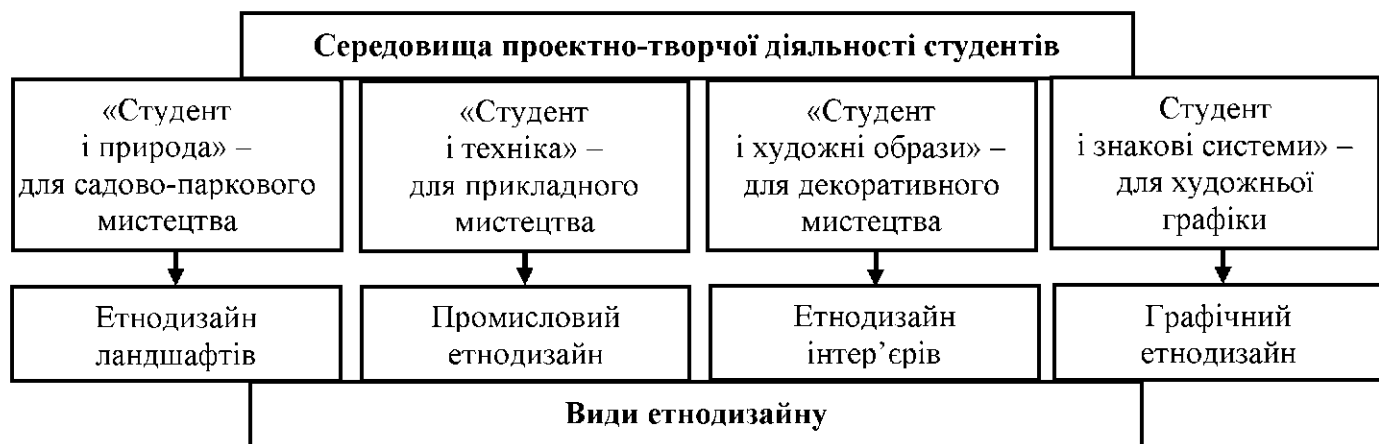 Середовища проектно-творчої діяльності студентів
«Студент
і природа» –
для садово-паркового
мистецтва
«Студент
і техніка» –
для прикладного
мистецтва
«Студент
і художні образи» –
для декоративного
мистецтва
Студент
і знакові системи» –
для художньої
графіки
Етнодизайн
ландшафтів
Промисловий
етнодизайн
Етнодизайн
інтер’єрів
Графічний
етнодизайн
Види етнодизайну